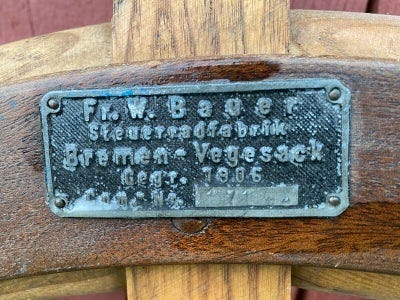 Fr. W. Bauer
Steuerradfabrik
Bremen-Vegesack
Gegr. 1806